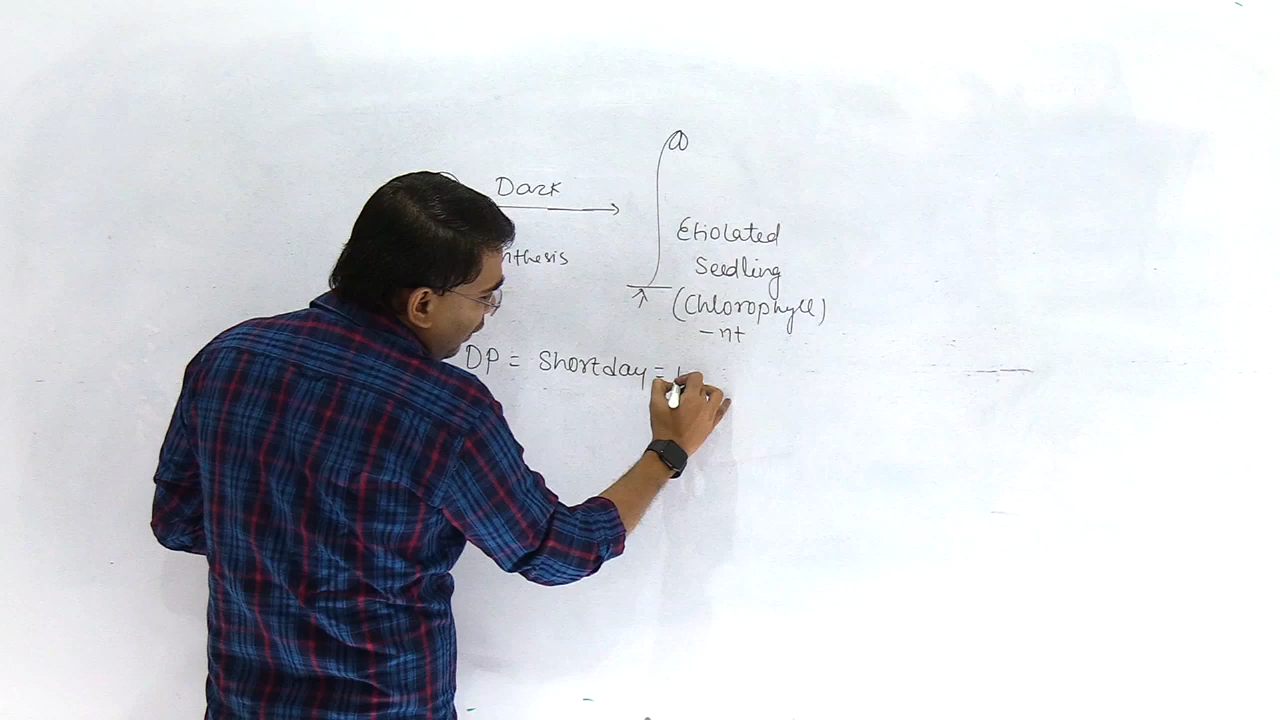 Dark
nthesis
Etiolated
Seedling
(Chlorophyll)
-nt
DP = Shortday =